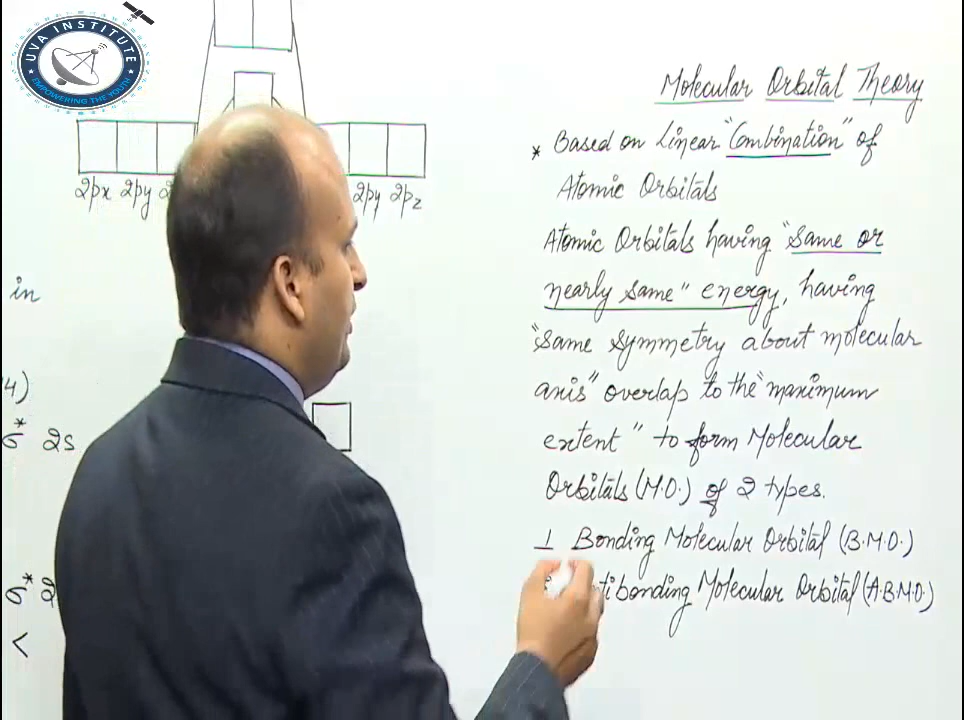 UVA INSTITUTE
EMPOWERING THE YOUTH
2px 2py
2py 2pz
in
σ* 2s
σ* 2
<
Molecular Orbital Theory
* Based on Linear "Combination" of
Atomic Orbitals
Atomic Orbitals having "same or
nearly same" energy, having
"same symmetry about molecular
axis" overlap to the "maximum
extent" to form Molecular
Orbitals (M.O.) of 2 types.
1 Bonding Molecular Orbital (B.M.O.)
tibonding Molecular Orbital (A.B.M.O.)